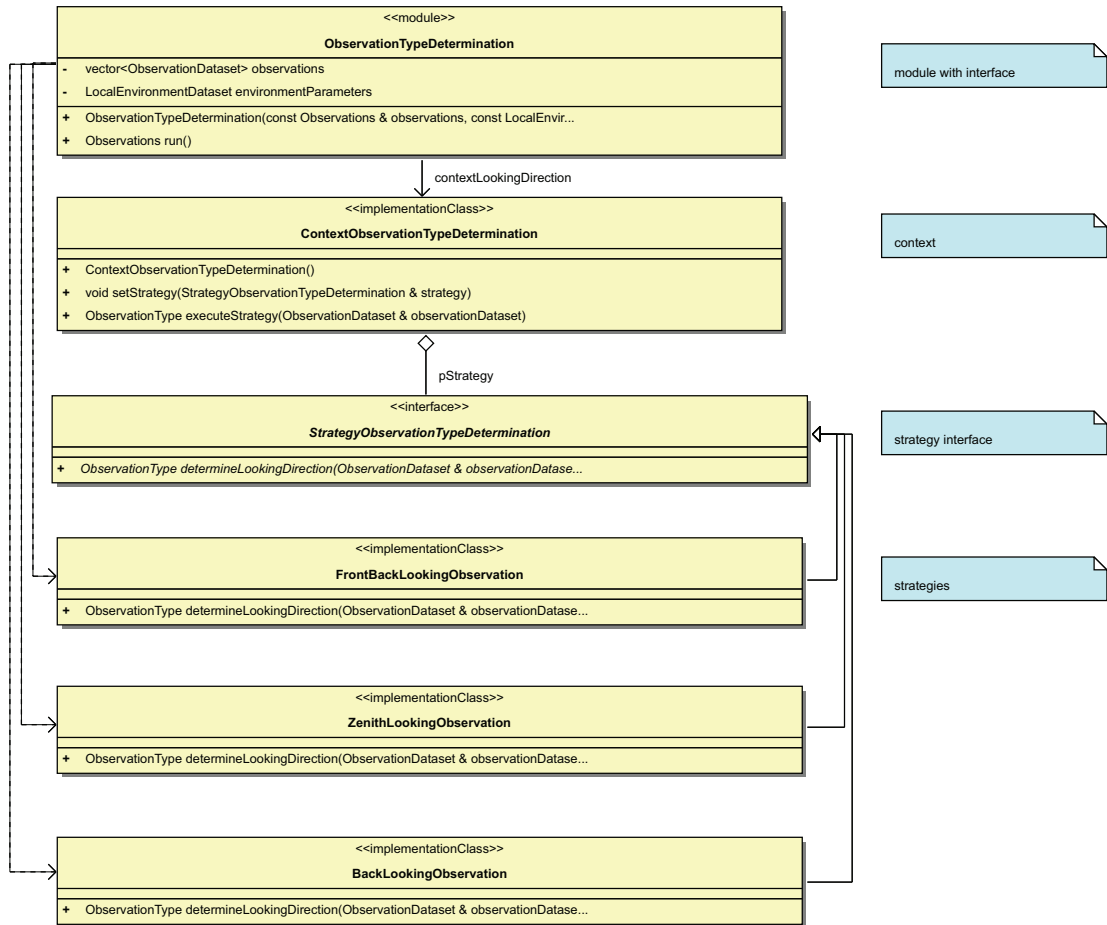 <<module>>
ObservationTypeDetermination
- vector<ObservationDataset> observations
- LocalEnvironmentDataset environmentParameters
+ ObservationTypeDetermination(const Observations & observations, const LocalEnvir...
+ Observations run()
module with interface
contextLookingDirection
<<implementationClass>>
ContextObservationTypeDetermination
+ ContextObservationTypeDetermination()
+ void setStrategy(StrategyObservationTypeDetermination & strategy)
+ ObservationType executeStrategy(ObservationDataset & observationDataset)
context
pStrategy
<<interface>>
StrategyObservationTypeDetermination
+ ObservationType determineLookingDirection(ObservationDataset & observationDatase...
strategy interface
<<implementationClass>>
FrontBackLookingObservation
+ ObservationType determineLookingDirection(ObservationDataset & observationDatase...
strategies
<<implementationClass>>
ZenithLookingObservation
+ ObservationType determineLookingDirection(ObservationDataset & observationDatase...
<<implementationClass>>
BackLookingObservation
+ ObservationType determineLookingDirection(ObservationDataset & observationDatase...